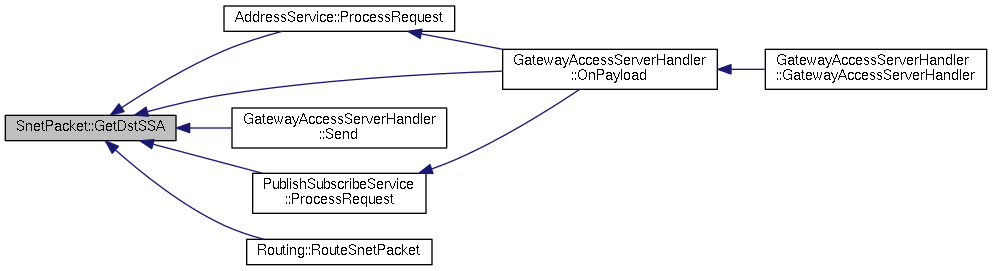 AddressService::ProcessRequest
GatewayAccessServerHandler
::OnPayload
GatewayAccessServerHandler
::GatewayAccessServerHandler
SnetPacket::GetDstSSA
GatewayAccessServerHandler
::Send
PublishSubscribeService
::ProcessRequest
Routing::RouteSnetPacket